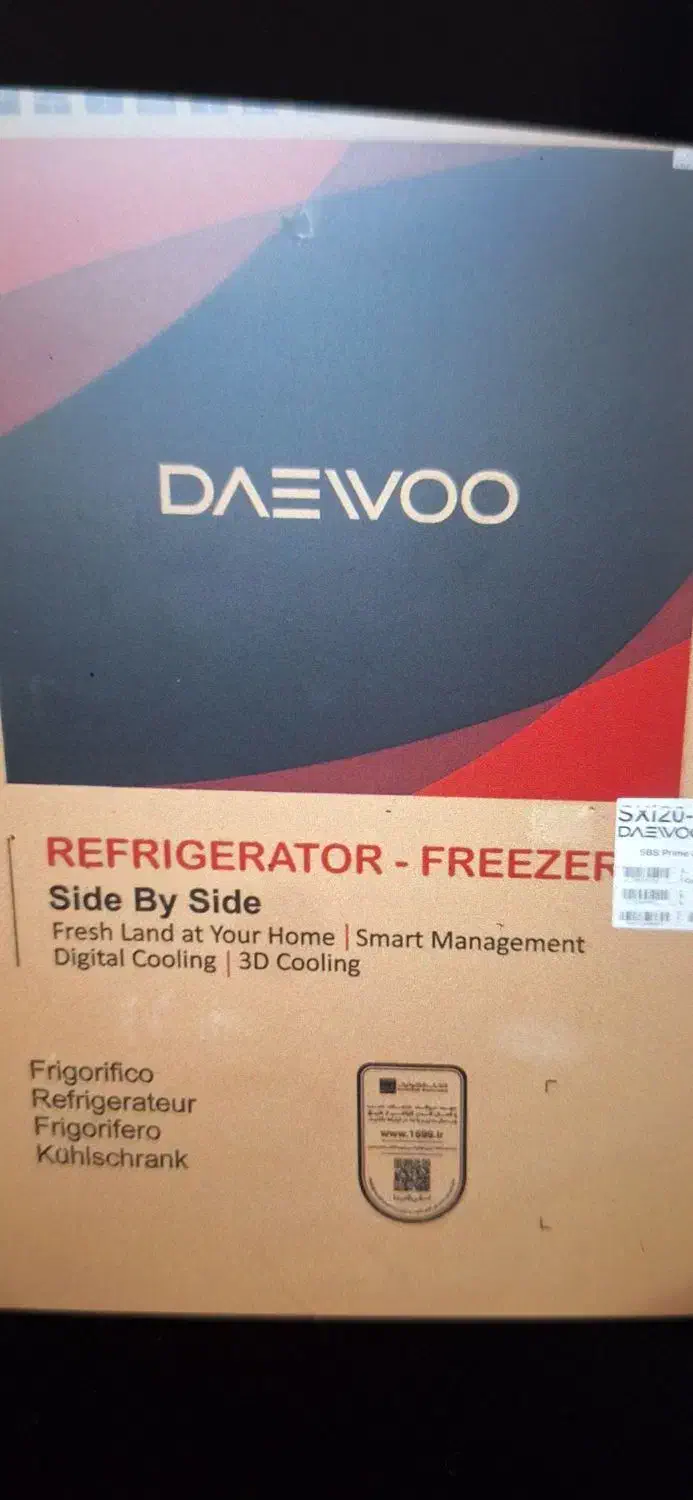 DAEWOO
SX120-
DAEWOO
SBS Prime
REFRIGERATOR - FREEZER
Side By Side
Fresh Land at Your Home | Smart Management
Digital Cooling | 3D Cooling
Frigorifico
Refrigerateur
Frigorifero
Kühlschrank
www.1699.ir